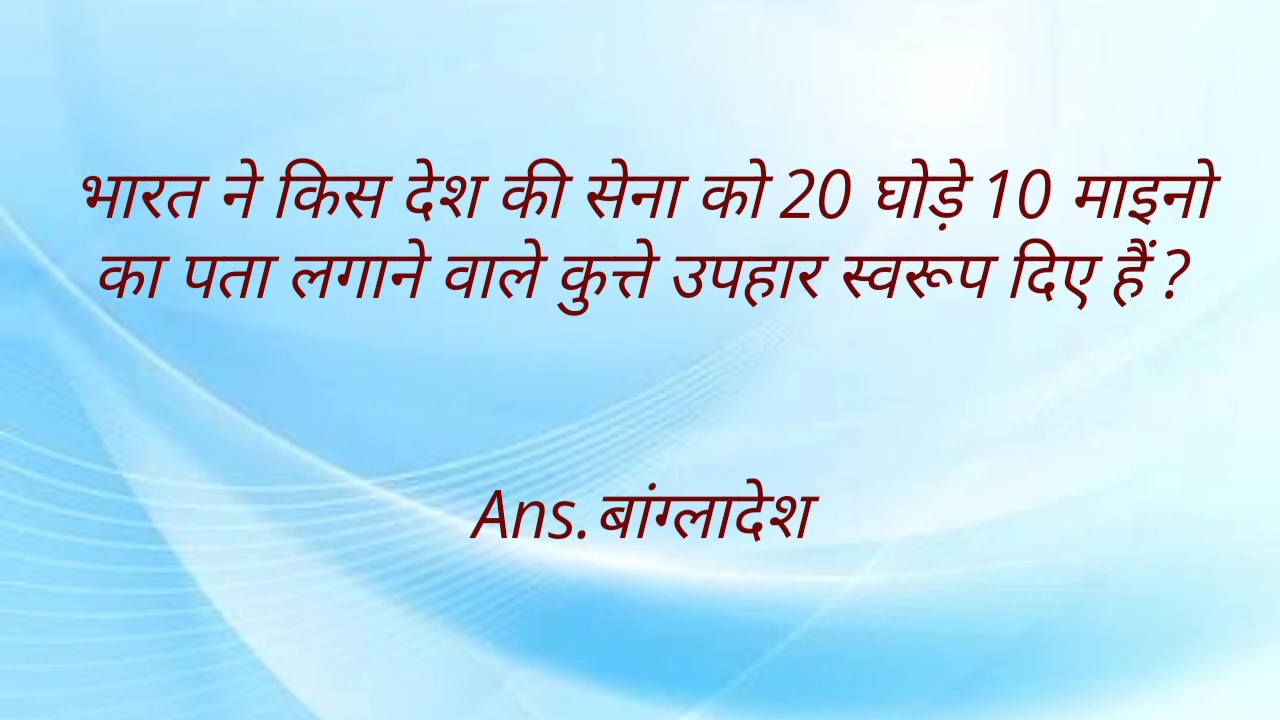 भारत ने किस देश की सेना को 20 घोड़े 10 माइनो
का पता लगाने वाले कुत्ते उपहार स्वरूप दिए हैं ?
Ans.बांग्लादेश